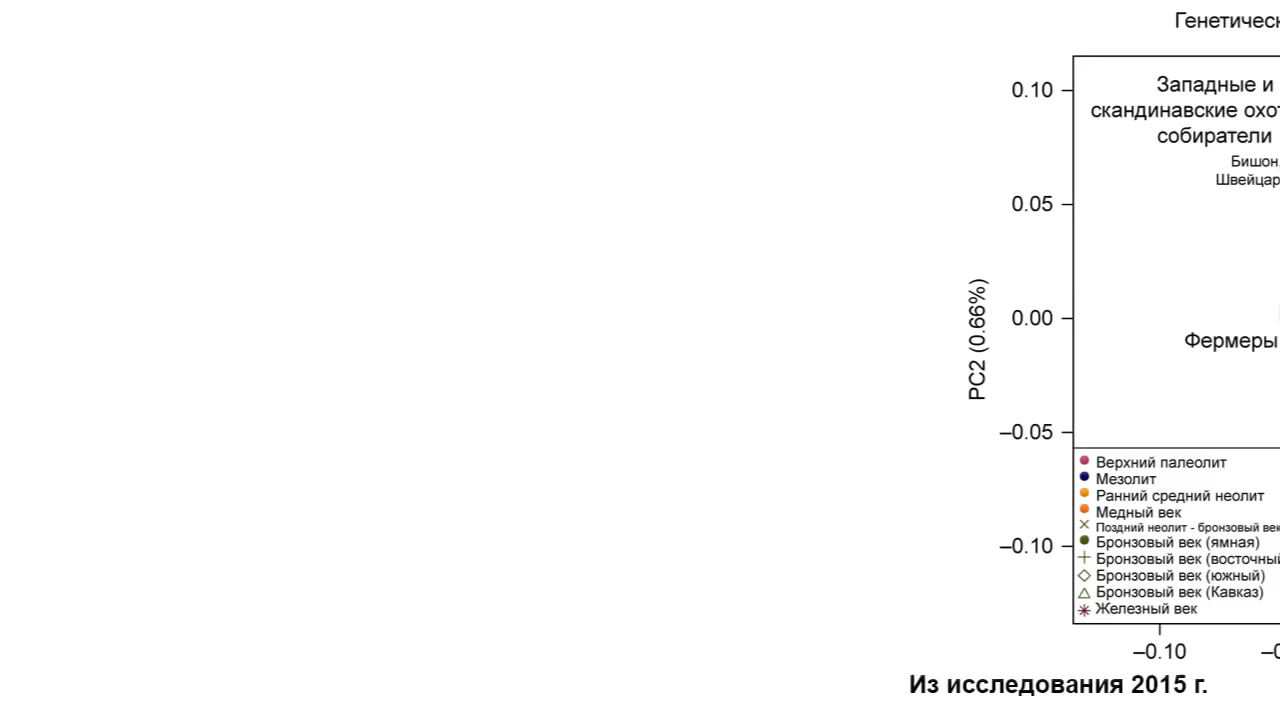 Генетическ
0.10
Западные и
скандинавские охот
собиратели
Бишон,
Швейцар
0.05
PC2 (0.66%)
0.00
Фермеры
–0.05
Верхний палеолит
Мезолит
Ранний средний неолит
Медный век
Поздний неолит - бронзовый век
–0.10
Бронзовый век (ямная)
Бронзовый век (восточный
Бронзовый век (южный)
Бронзовый век (Кавказ)
Железный век
–0.10
–0
Из исследования 2015 г.